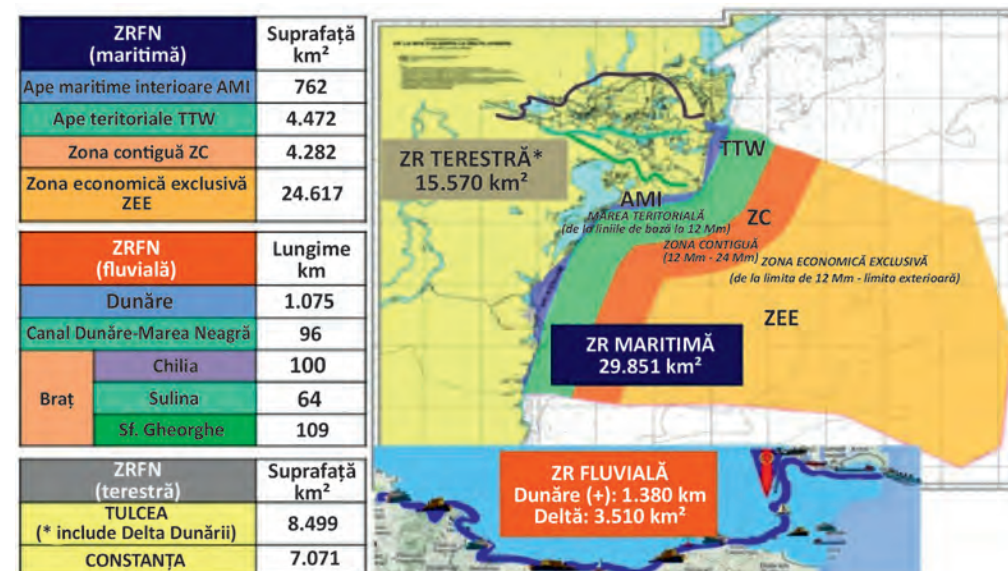 ZRFN
(maritimă)
Suprafață
km²
Ape maritime interioare AMI
762
Ape teritoriale TTW
4.472
Zona contiguă ZC
4.282
Zona economică exclusivă
ZEE
24.617
ZRFN
(fluvială)
Lungime
km
Dunăre
1.075
Canal Dunăre-Marea Neagră
96
Braț
Chilia
100
Sulina
64
Sf. Gheorghe
109
ZRFN
(terestră)
Suprafață
km²
TULCEA
(* include Delta Dunării)
8.499
CONSTANȚA
7.071
ZR TERESTRĂ*
15.570 km²
TTW
AMI
MAREA TERITORIALĂ
(de la liniile de bază la 12 Mm)
ZC
ZONA CONTIGUĂ
(12 Mm - 24 Mm)
ZONA ECONOMICĂ EXCLUSIVĂ
(de la limita de 12 Mm - limita exterioară)
ZEE
ZR MARITIMĂ
29.851 km²
ZR FLUVIALĂ
Dunăre (+): 1.380 km
Deltă: 3.510 km²